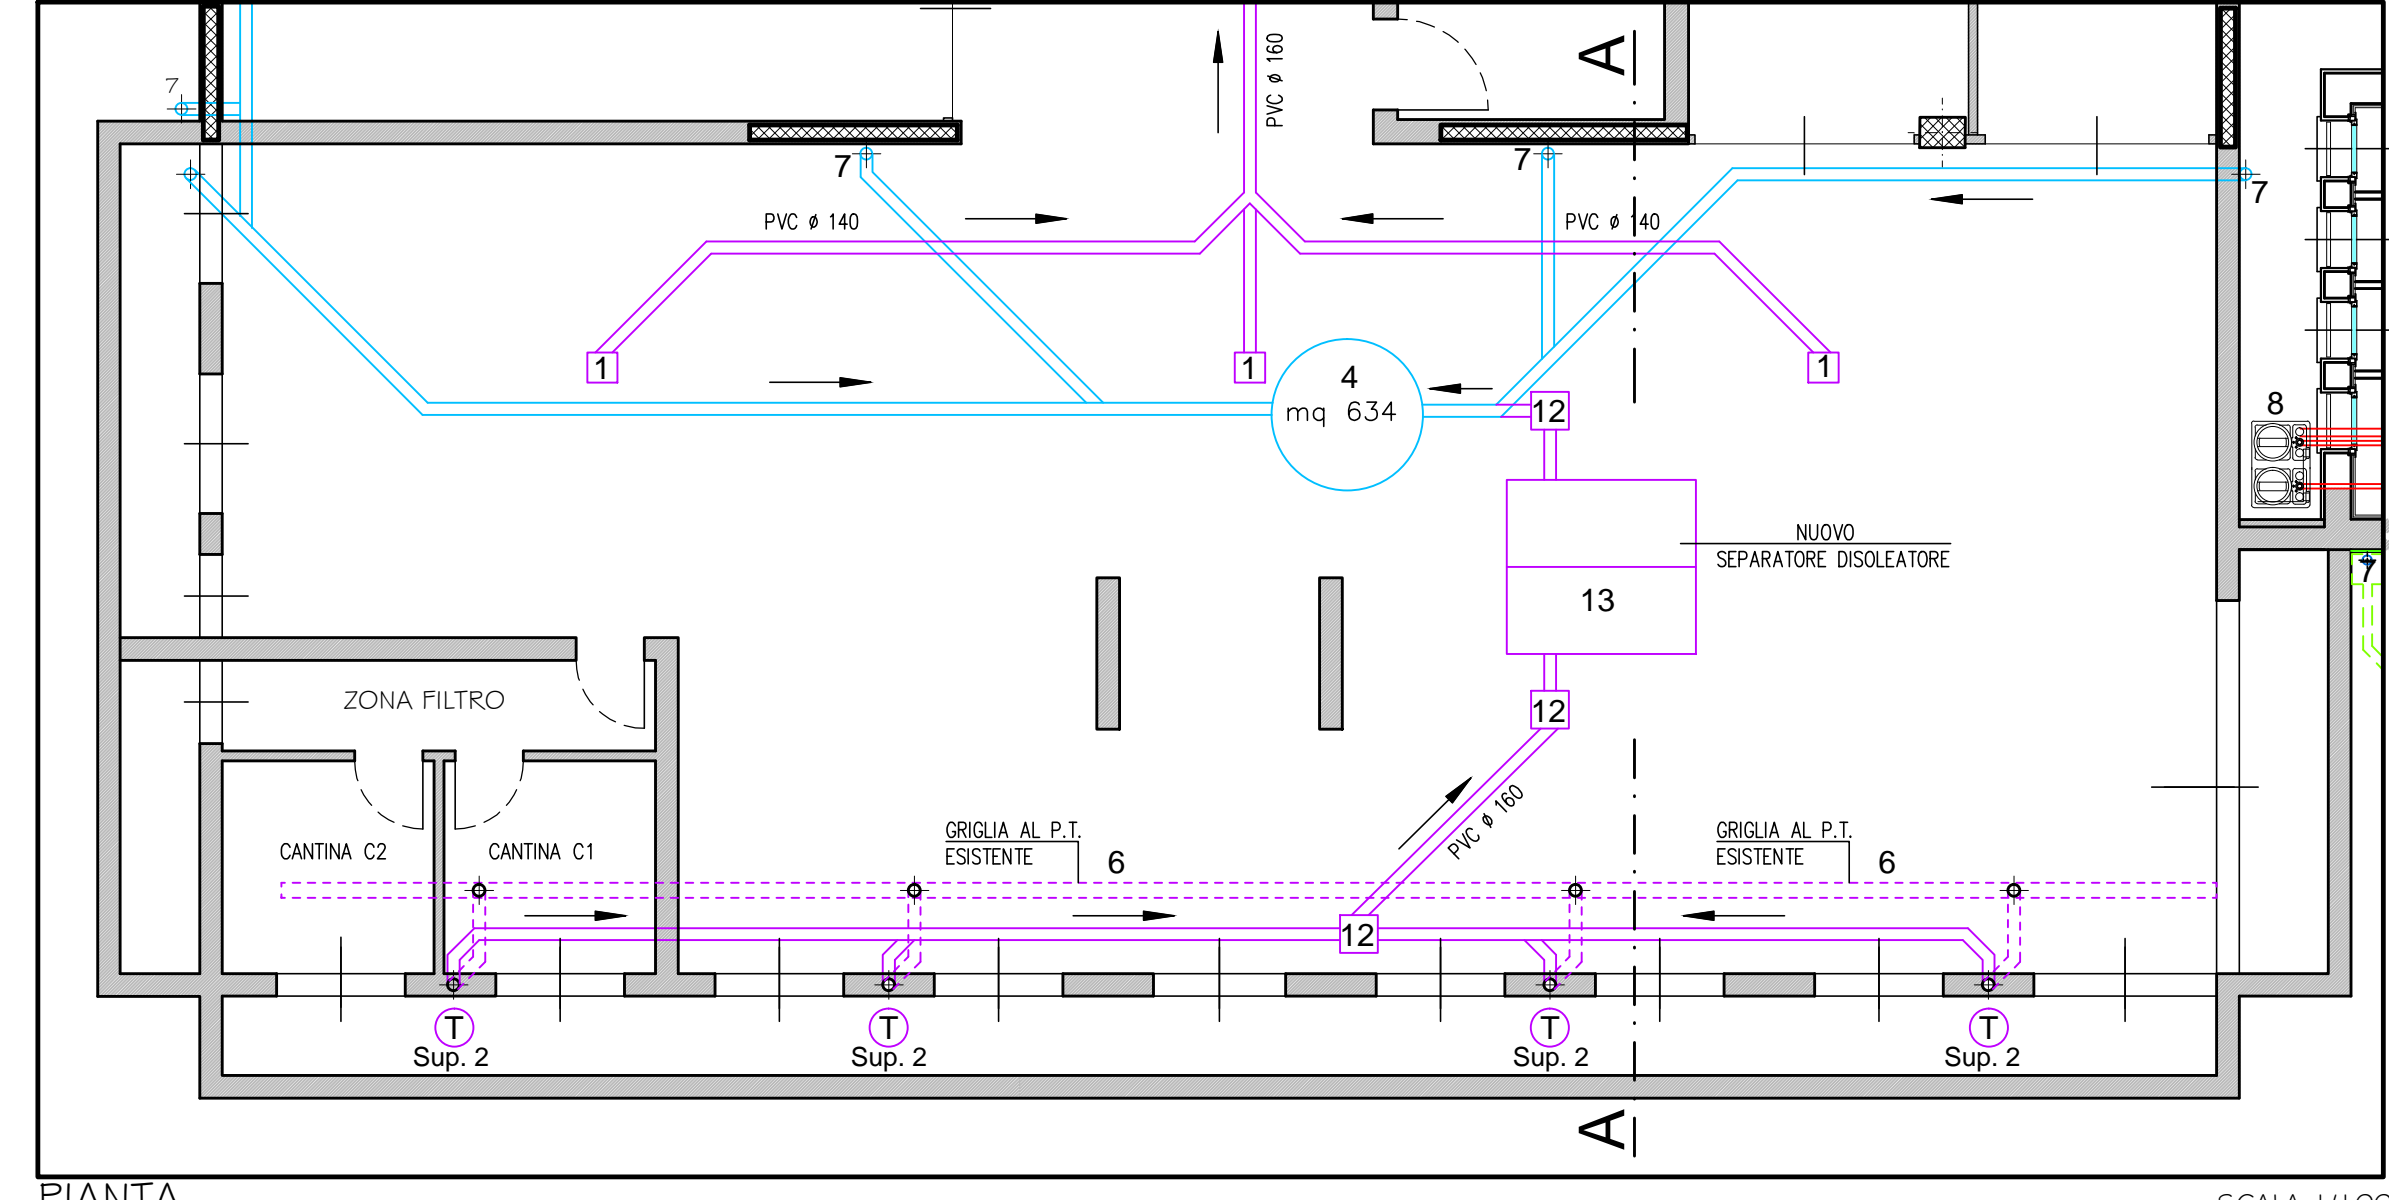 PVC ø 160
A
7
7
7
7
PVC ø 140
PVC ø 140
1
1
1
4
mq 634
12
8
NUOVO
SEPARATORE DISOLEATORE
13
7
ZONA FILTRO
12
PVC ø 160
GRIGLIA AL P.T.
ESISTENTE
6
GRIGLIA AL P.T.
ESISTENTE
6
CANTINA C2
CANTINA C1
12
T
Sup. 2
T
Sup. 2
T
Sup. 2
T
Sup. 2
A
PIANTA